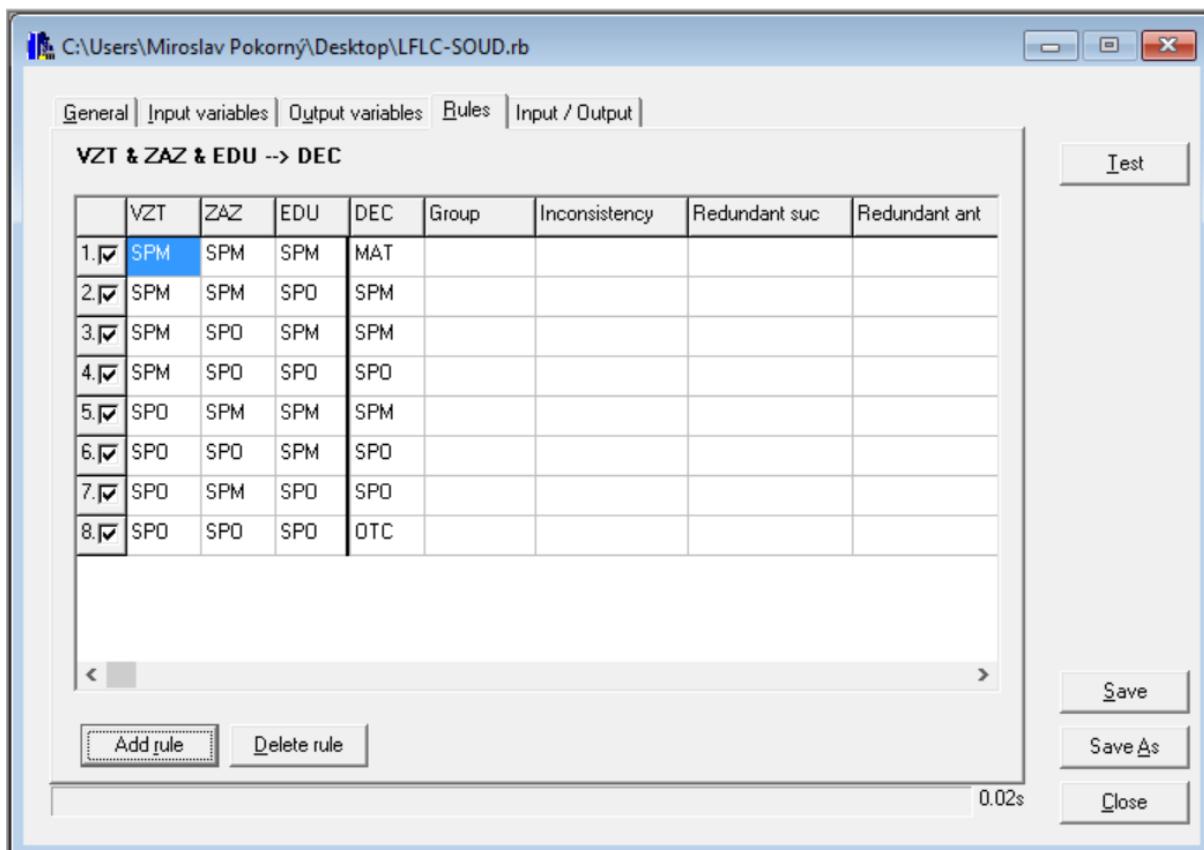 C:\Users\Miroslav Pokorný\Desktop\LFLC-SOUD.rb
General Input variables Output variables Rules Input / Output
VZT & ZAZ & EDU --> DEC
Test
VZT ZAZ EDU DEC Group Inconsistency Redundant suc Redundant ant
1. SPM SPM SPM MAT
2. SPM SPM SPO SPM
3. SPM SPO SPM SPM
4. SPM SPO SPO SPO
5. SPO SPM SPM SPM
6. SPO SPO SPM SPO
7. SPO SPM SPO SPO
8. SPO SPO SPO OTC
Save
Add rule Delete rule
Save As
0.02s
Close